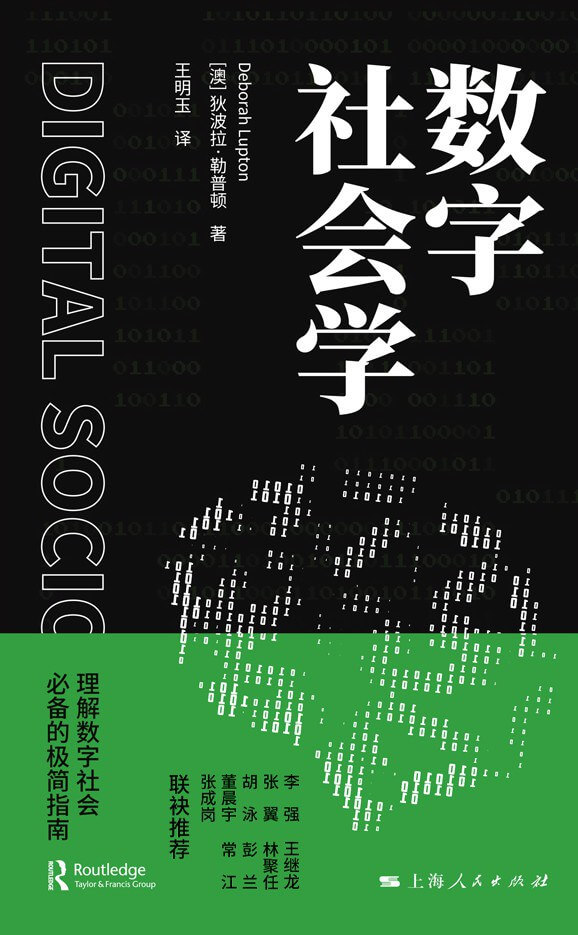 数字
社会学
Deborah Lupton
[澳] 狄波拉·勒普顿 著
王明玉 译
DIGITAL SOCIO
理解数字社会
必备的极简指南
李强 王继龙
张翼 林聚任
胡泳 彭兰
董晨宇 常江
张成岗
联袂推荐
ROUTLEDGE
Routledge
Taylor & Francis Group
上海人民出版社